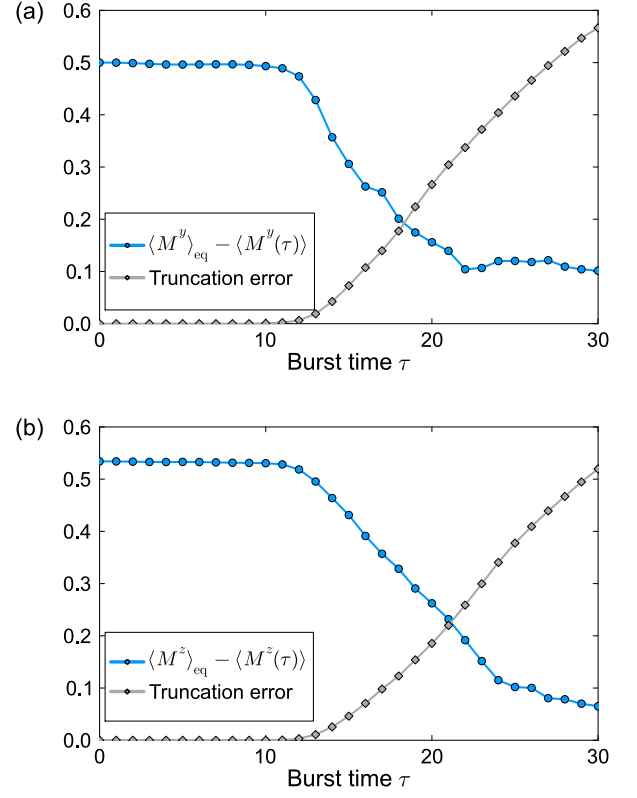 (a)
0.6
0.5
0.4
0.3
0.2
0.1
0.0
⟨M^y⟩_eq − ⟨M^y(τ)⟩
Truncation error
0 10 20 30
Burst time τ
(b)
0.6
0.5
0.4
0.3
0.2
0.1
0.0
⟨M^z⟩_eq − ⟨M^z(τ)⟩
Truncation error
0 10 20 30
Burst time τ